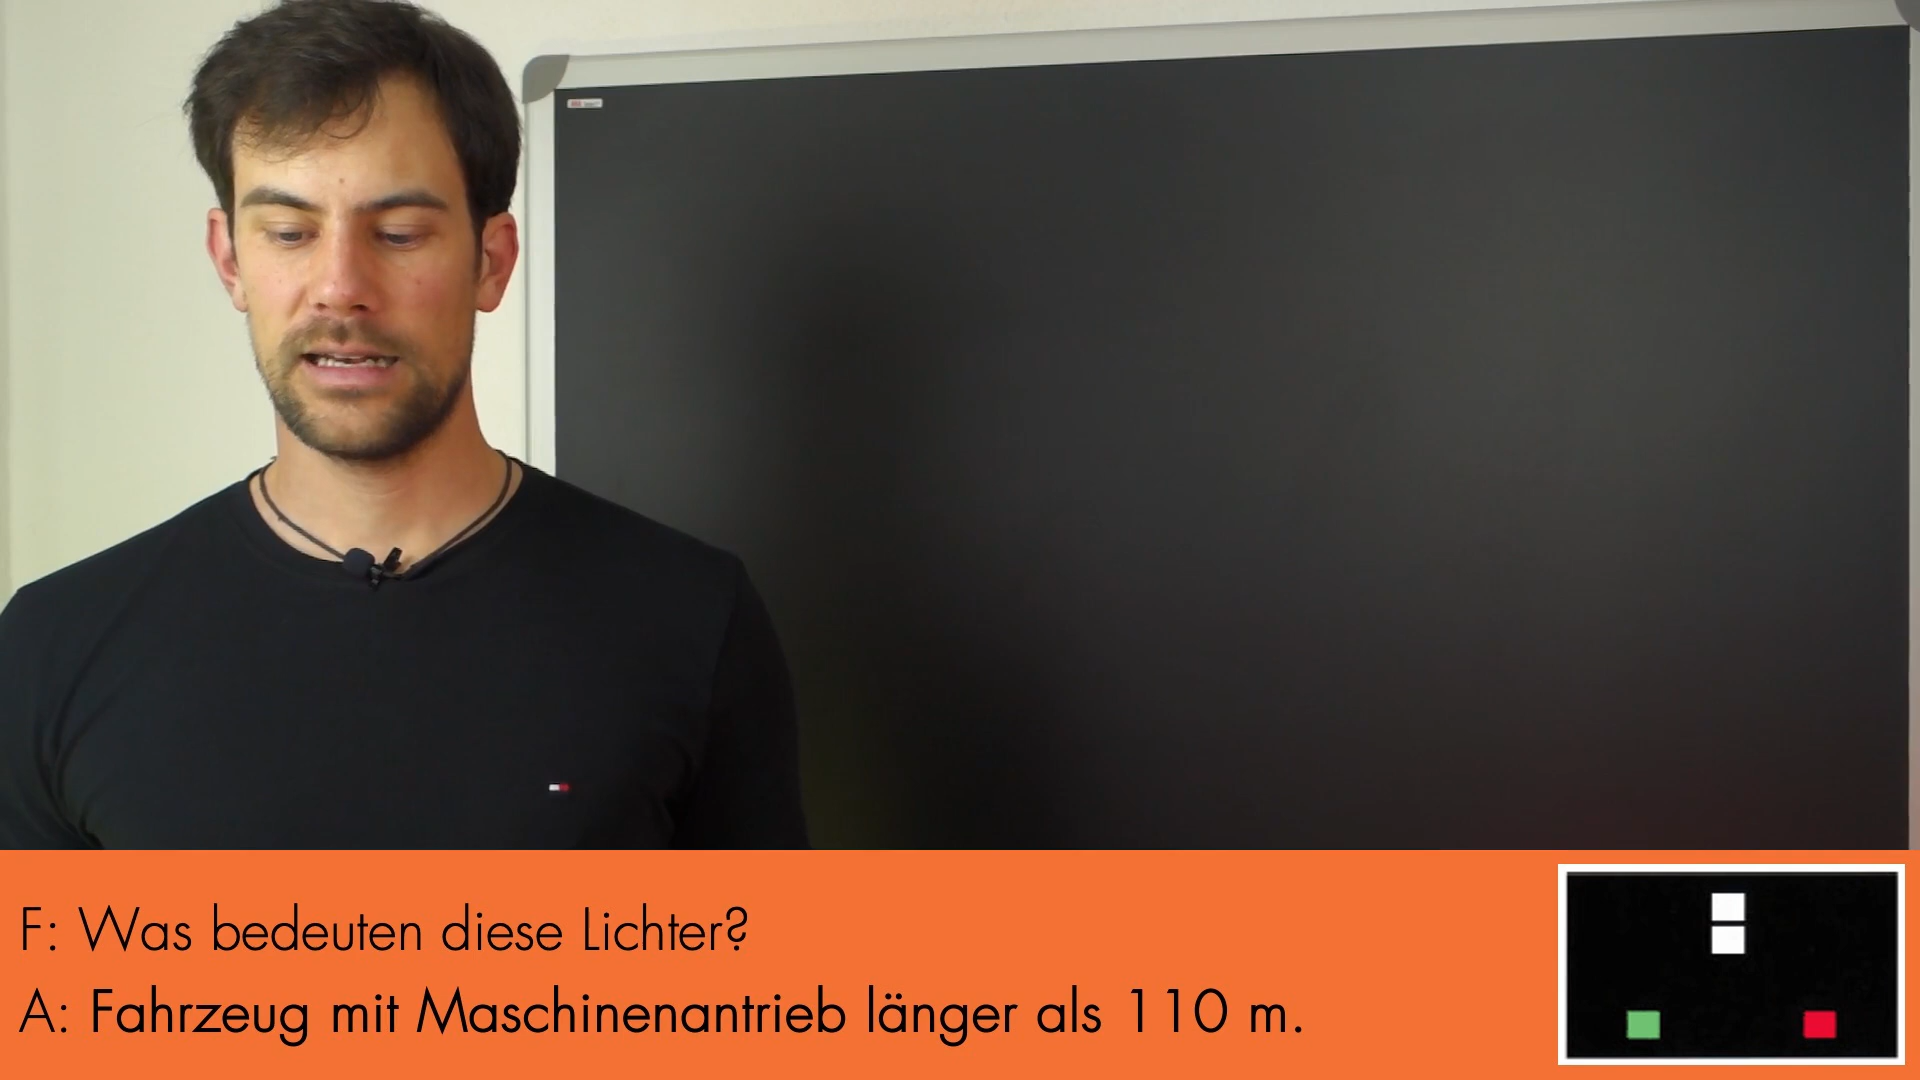 F: Was bedeuten diese Lichter?
A: Fahrzeug mit Maschinenantrieb länger als 110 m.